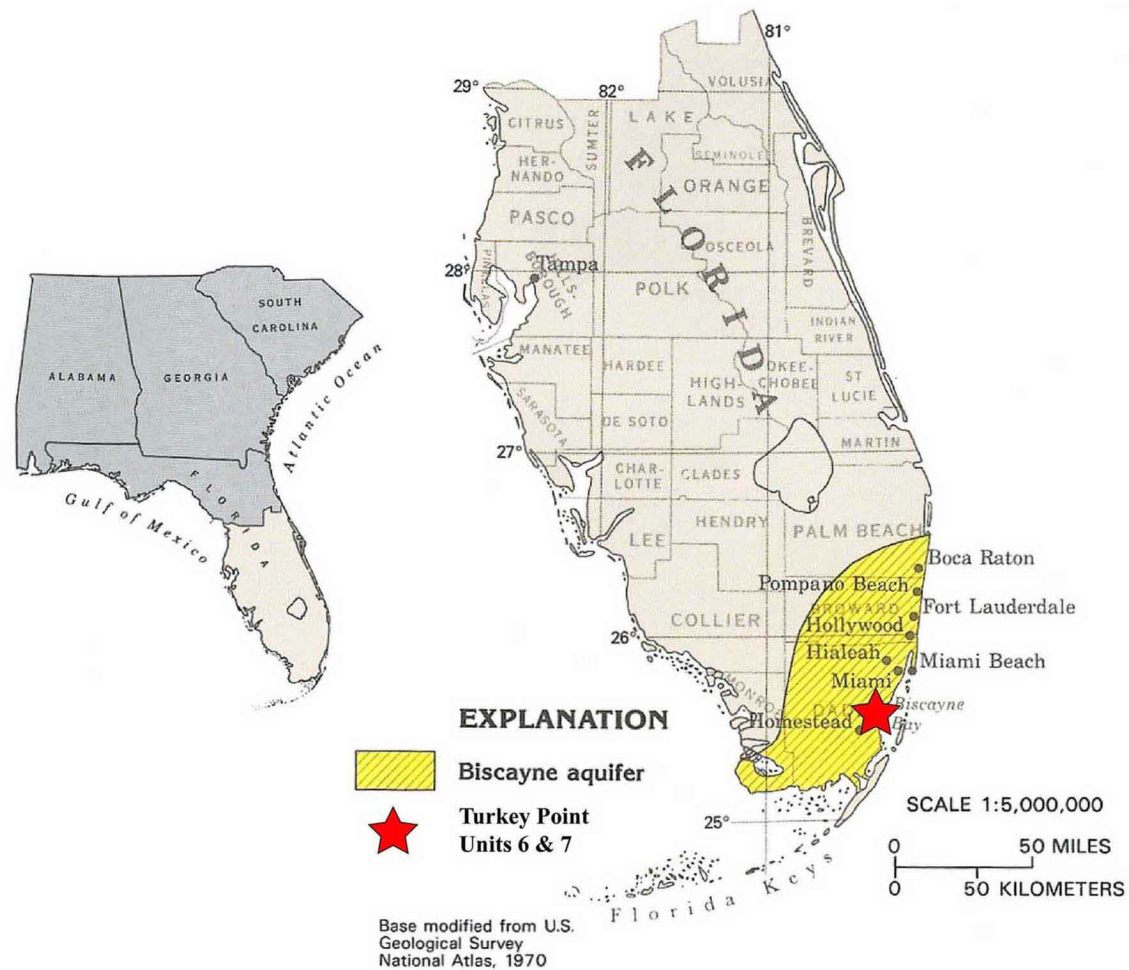 81°
VOLUSIA
29°
82°
LAKE
CITRUS
SUMTER
SEMINOLE
HER-
NANDO
ORANGE
FLORIDA
PASCO
OSCEOLA
BREVARD
28°
PINELLAS
HILLS-
BOROUGH
Tampa
POLK
INDIAN
RIVER
MANATEE
HARDEE
HIGH-
LANDS
OKEE-
CHOBEE
ST
LUCIE
SARASOTA
DE SOTO
MARTIN
27°
CHAR-
LOTTE
GLADES
HENDRY
PALM BEACH
LEE
Boca Raton
Pompano Beach
BROWARD
Fort Lauderdale
COLLIER
Hollywood
26°
Hialeah
Miami Beach
Miami
MONROE
DADE
Biscayne
Bay
Homestead
25°
Florida Keys
SOUTH
CAROLINA
ALABAMA
GEORGIA
Atlantic Ocean
FLORIDA
Gulf of Mexico
EXPLANATION
Biscayne aquifer
Turkey Point
Units 6 & 7
SCALE 1:5,000,000
0 50 MILES
0 50 KILOMETERS
Base modified from U.S.
Geological Survey
National Atlas, 1970